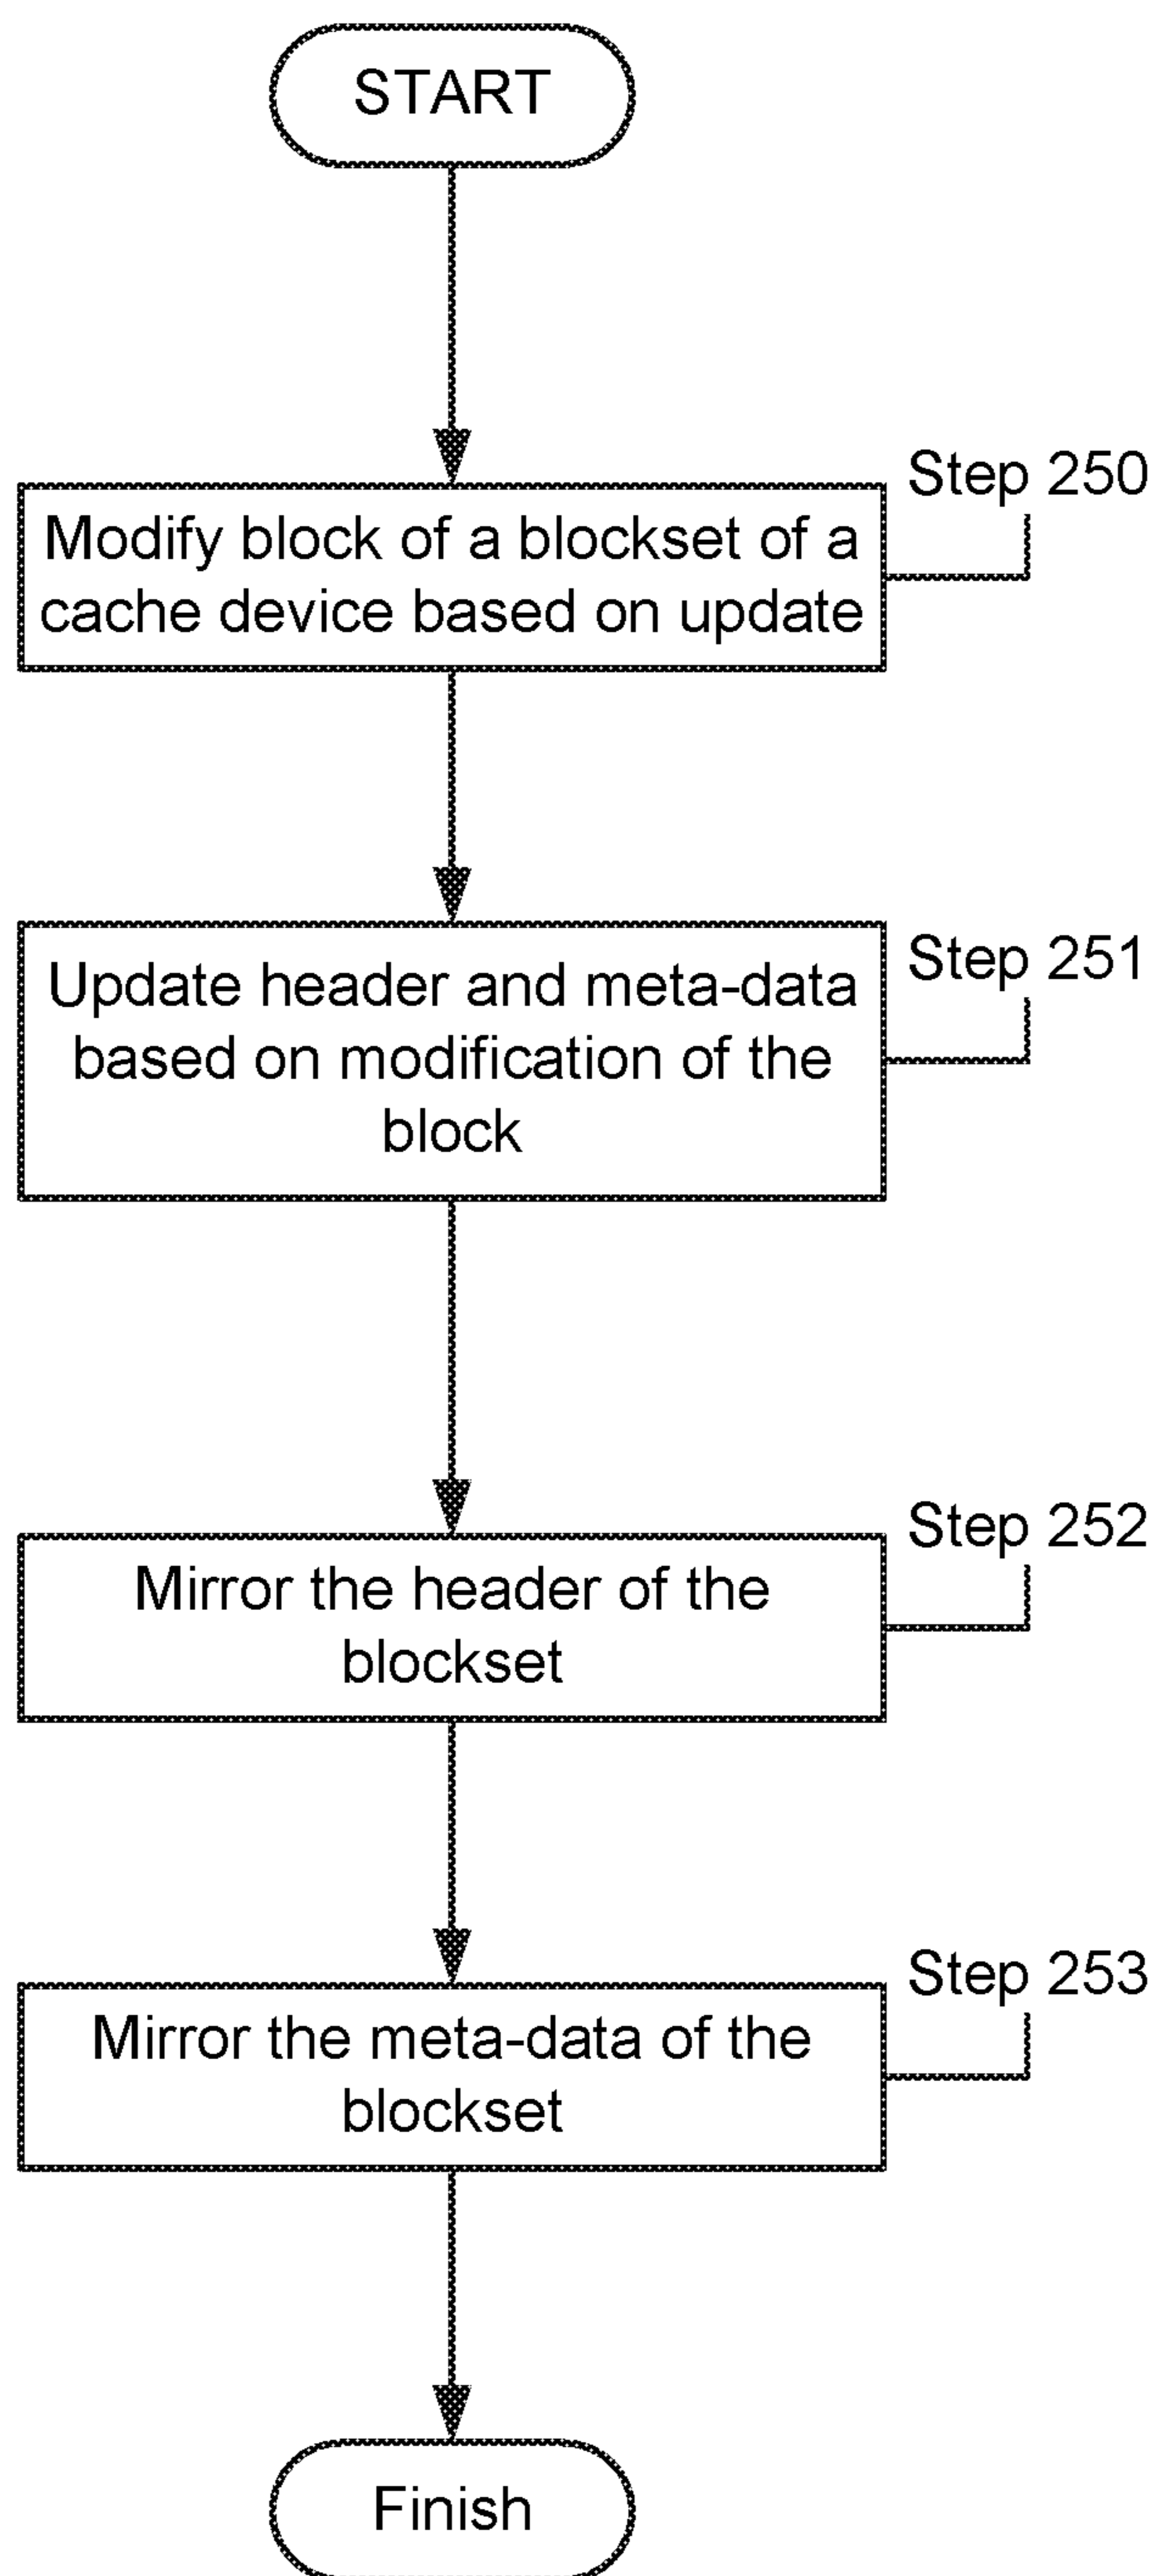 START
Step 250
Modify block of a blockset of a
cache device based on update
Step 251
Update header and meta-data
based on modification of the
block
Step 252
Mirror the header of the
blockset
Step 253
Mirror the meta-data of the
blockset
Finish